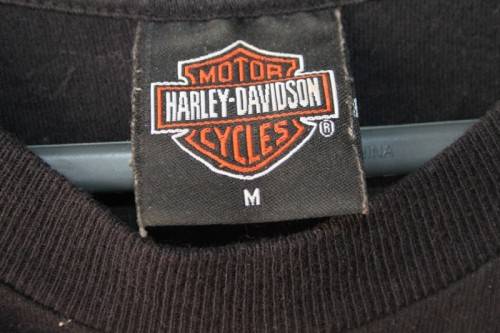 MOTOR
HARLEY-DAVIDSON
CYCLES
®
M